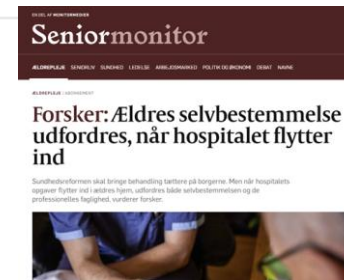 EN DEL AF MONITORMEDIER
Seniormonitor
ÆLDREPLEJE SENIORLIV SUNDHED LEDELSE ARBEJDSMARKED POLITIK OG ØKONOMI DEBAT NAVNE
ÆLDREPLEJE | ABONNEMENT
Forsker: Ældres selvbestemmelse
udfordres, når hospitalet flytter
ind
Sundhedsreformen skal bringe behandling tættere på borgerne. Men når hospitalets
opgaver flytter ind i ældres hjem, udfordres både selvbestemmelsen og de
professionelles faglighed, vurderer forsker.